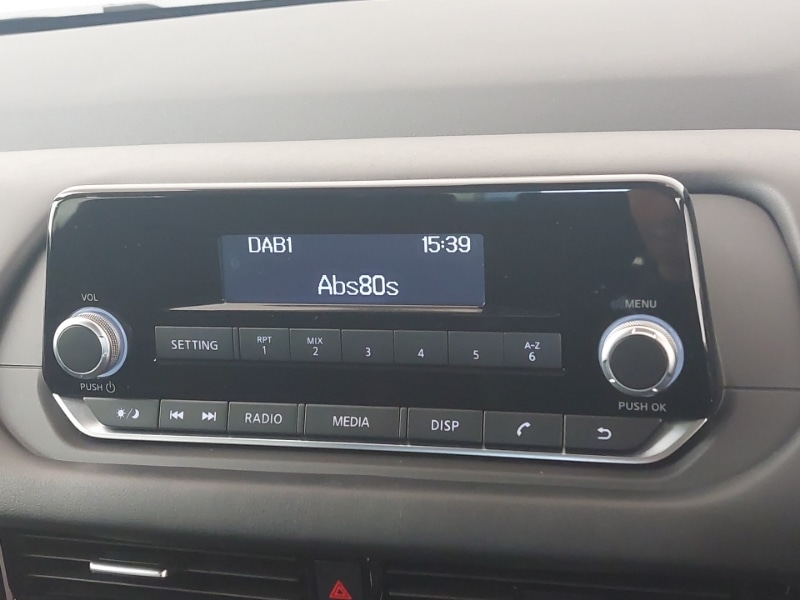 DAB1 15:39
Abs80s
VOL
MENU
SETTING RPT 1 MIX 2 3 4 5 A-Z 6
PUSH
PUSH OK
RADIO MEDIA DISP